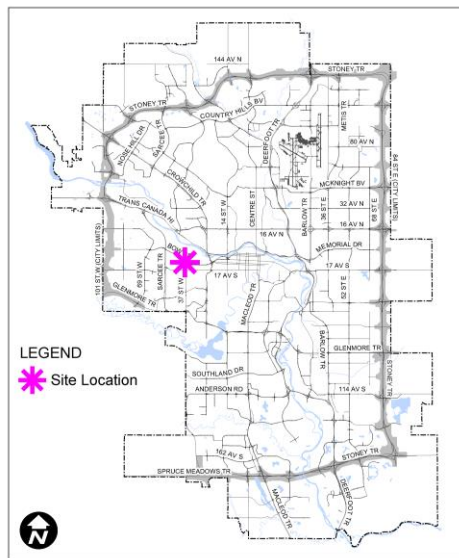 144 AV N
STONEY TR
STONEY TR
COUNTRY HILLS BV
METIS TR
DEERFOOT TR
SARCEE TR
NOSE HILL DR
80 AV N
CROWCHILD TR
MCKNIGHT BV
84 ST E (CITY LIMITS)
14 ST W
CENTRE ST
BARLOW TR
36 ST E
32 AV N
68 ST E
TRANS CANADA HI
16 AV N
16 AV N
MEMORIAL DR
101 ST W (CITY LIMITS)
69 ST W
SARCEE TR
37 ST W
17 AV S
17 AV S
GLENMORE TR
MACLEOD TR
52 ST E
BARLOW TR
GLENMORE TR
LEGEND
Site Location
SOUTHLAND DR
ANDERSON RD
114 AV S
STONEY TR
162 AV S
STONEY TR
SPRUCE MEADOWS TR
MACLEOD TR
DEERFOOT TR
N